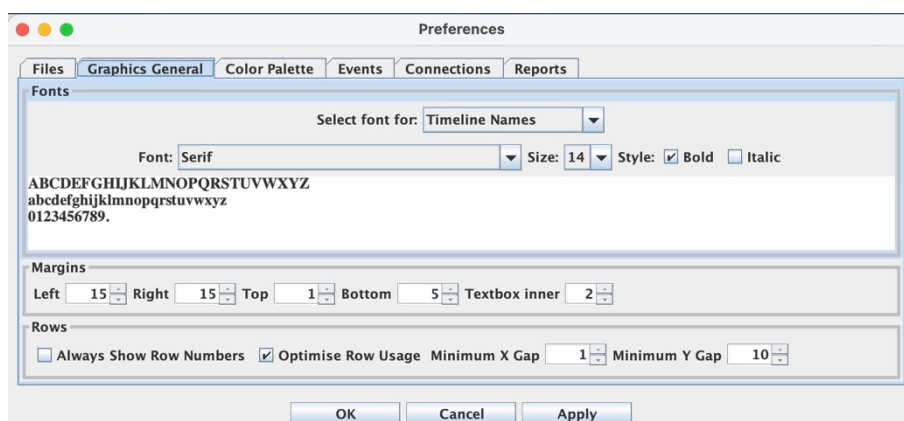 Preferences
Files Graphics General Color Palette Events Connections Reports
Fonts
Select font for: Timeline Names
Font: Serif Size: 14 Style: Bold Italic
ABCDEFGHIJKLMNOPQRSTUVWXYZ
abcdefghijklmnopqrstuvwxyz
0123456789.
Margins
Left 15 Right 15 Top 1 Bottom 5 Textbox inner 2
Rows
Always Show Row Numbers Optimise Row Usage Minimum X Gap 1 Minimum Y Gap 10
OK Cancel Apply